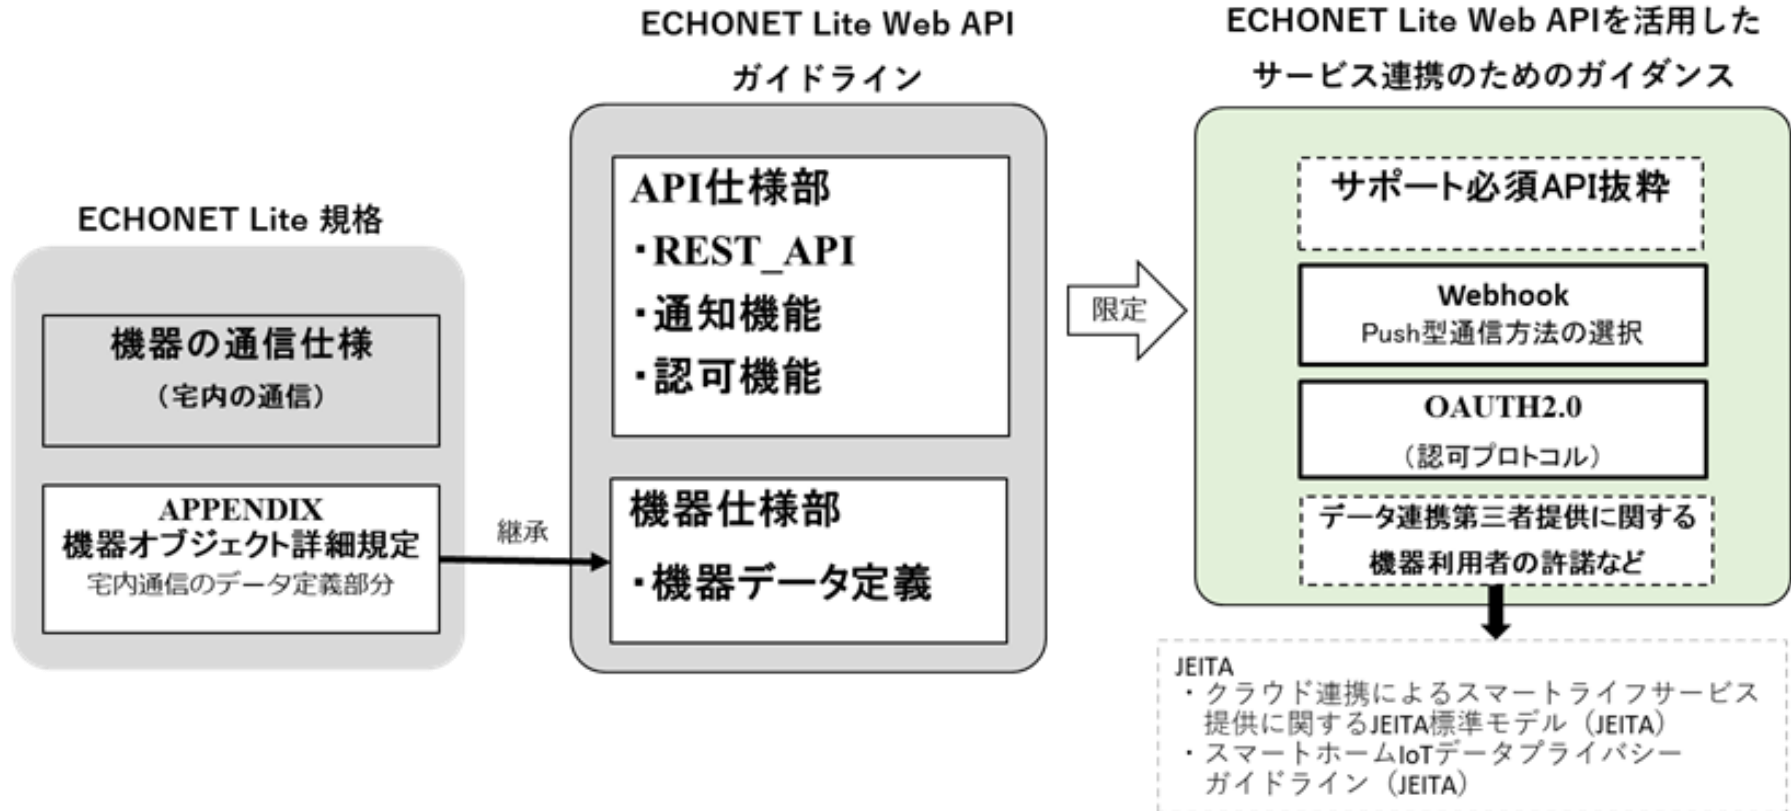 ECHONET Lite 規格
機器の通信仕様
（宅内の通信）
APPENDIX
機器オブジェクト詳細規定
宅内通信のデータ定義部分
継承
ECHONET Lite Web API
ガイドライン
API仕様部
・REST_API
・通知機能
・認可機能
機器仕様部
・機器データ定義
限定
ECHONET Lite Web APIを活用した
サービス連携のためのガイダンス
サポート必須API抜粋
Webhook
Push型通信方法の選択
OAUTH2.0
（認可プロトコル）
データ連携第三者提供に関する
機器利用者の許諾など
JEITA
・クラウド連携によるスマートライフサービス
提供に関するJEITA標準モデル（JEITA）
・スマートホームIoTデータプライバシー
ガイドライン（JEITA）